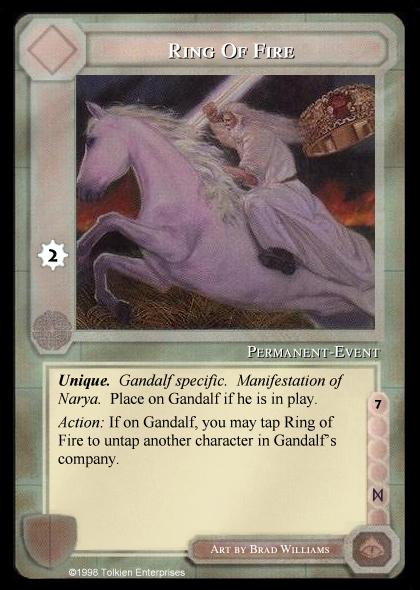 Ring Of Fire
2
Permanent-Event
Unique. Gandalf specific. Manifestation of
Narya. Place on Gandalf if he is in play.
Action: If on Gandalf, you may tap Ring of
Fire to untap another character in Gandalf`s
company.
7
Art by Brad Williams
©1998 Tolkien Enterprises